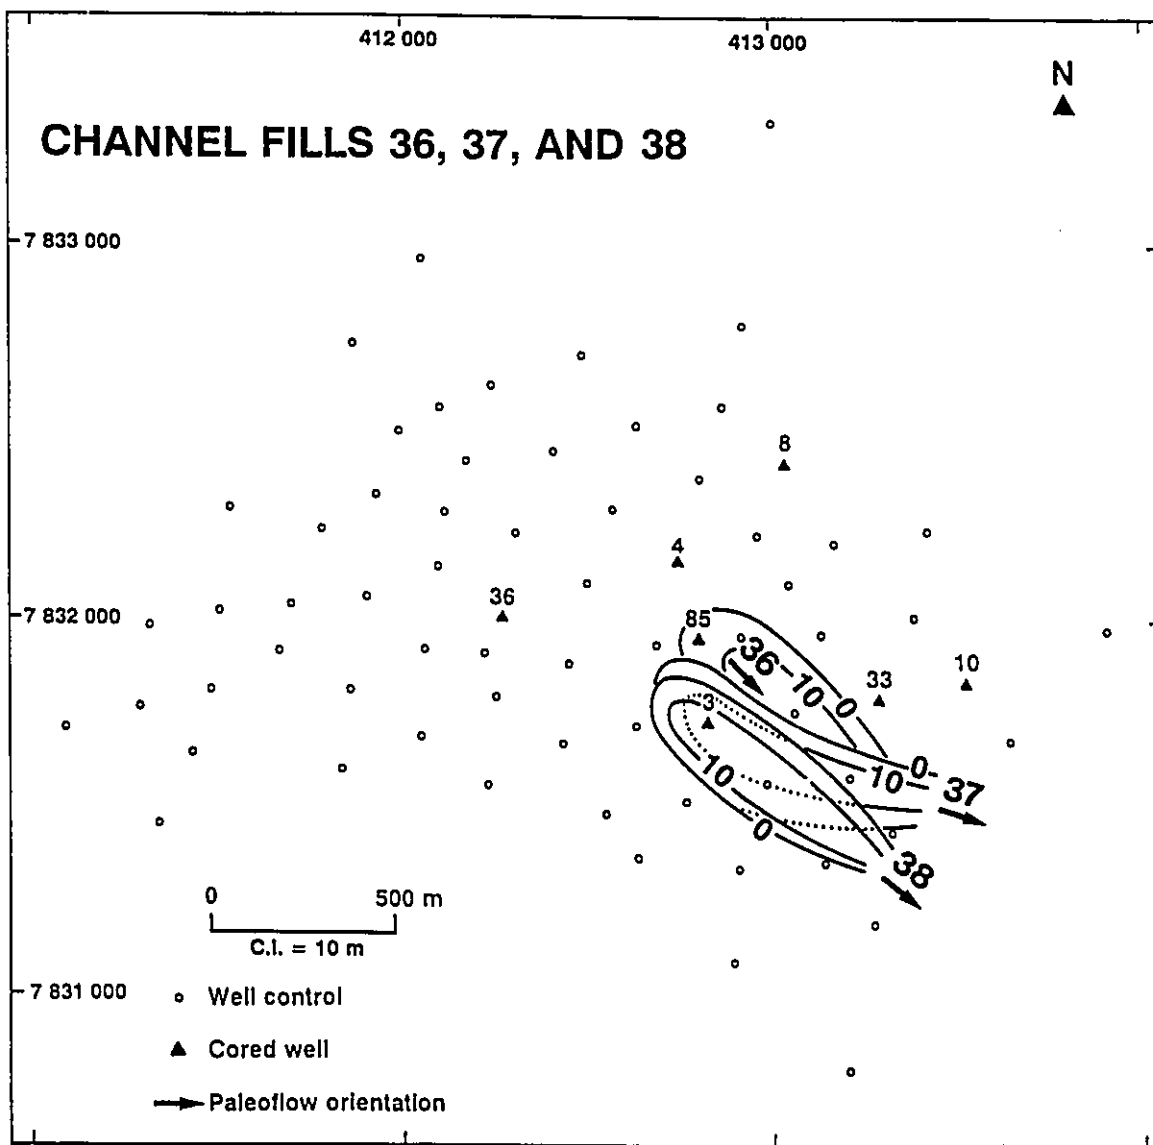 412 000
413 000
N
CHANNEL FILLS 36, 37, AND 38
7 833 000
8
4
36
7 832 000
85
36
10
0
33
10
3
0
10
37
10
0
38
0 500 m
C.I. = 10 m
7 831 000
Well control
Cored well
Paleoflow orientation